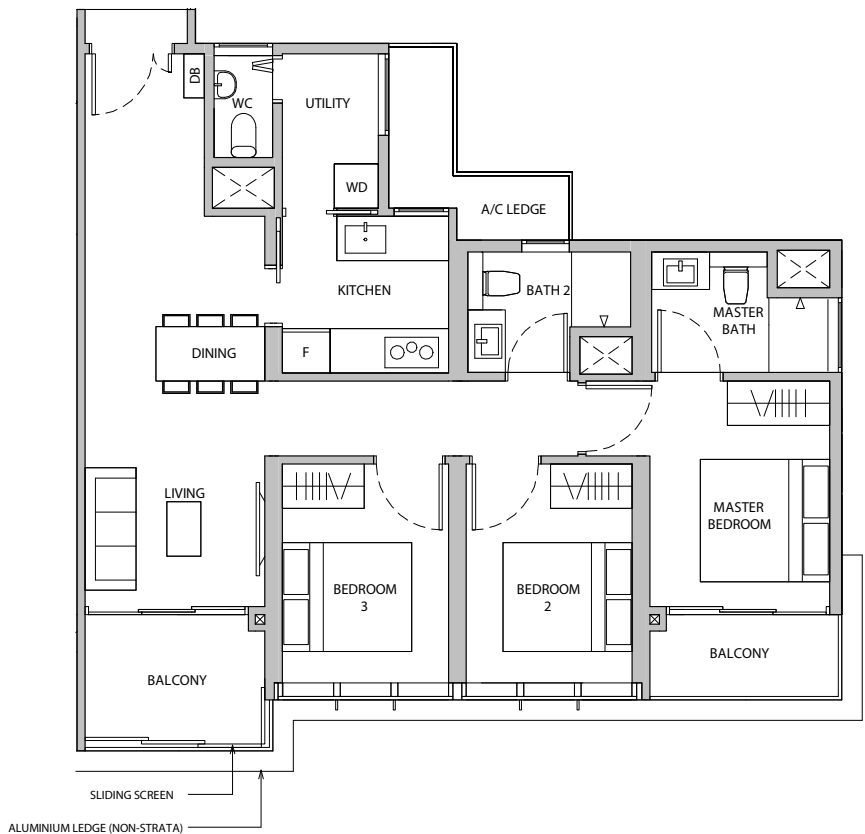 DB
WC
UTILITY
WD
A/C LEDGE
KITCHEN
BATH 2
MASTER
BATH
DINING
F
LIVING
MASTER
BEDROOM
BEDROOM
3
BEDROOM
2
BALCONY
BALCONY
SLIDING SCREEN
ALUMINIUM LEDGE (NON-STRATA)